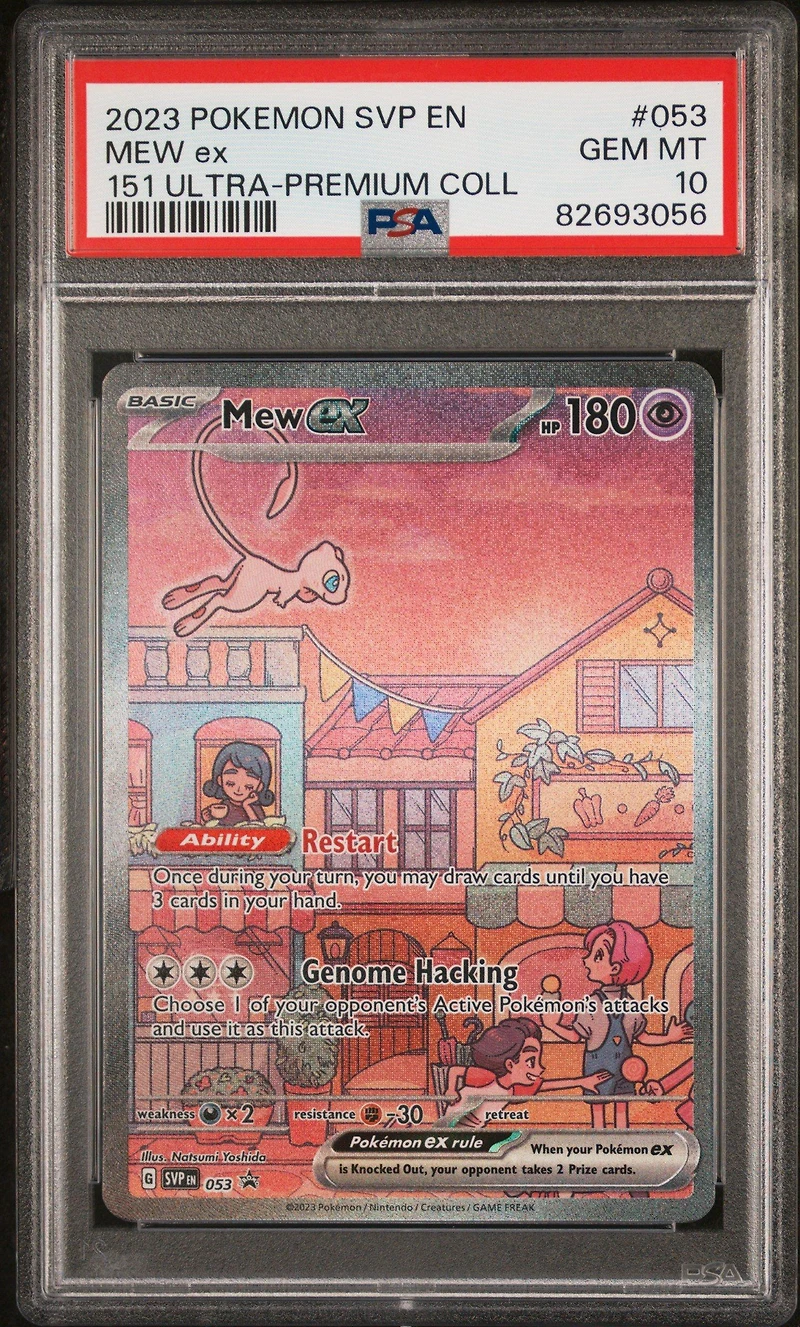 2023 POKEMON SVP EN #053
MEW ex GEM MT
151 ULTRA-PREMIUM COLL 10
82693056
PSA
BASIC Mew ex HP 180
Ability Restart
Once during your turn, you may draw cards until you have
3 cards in your hand.
Genome Hacking
Choose 1 of your opponent's Active Pokémon's attacks
and use it as this attack.
weakness ×2 resistance -30 retreat
Pokémon ex rule When your Pokémon ex
is Knocked Out, your opponent takes 2 Prize cards.
Illus. Natsumi Yoshida
G SVP EN 053
©2023 Pokémon / Nintendo / Creatures / GAME FREAK
PSA